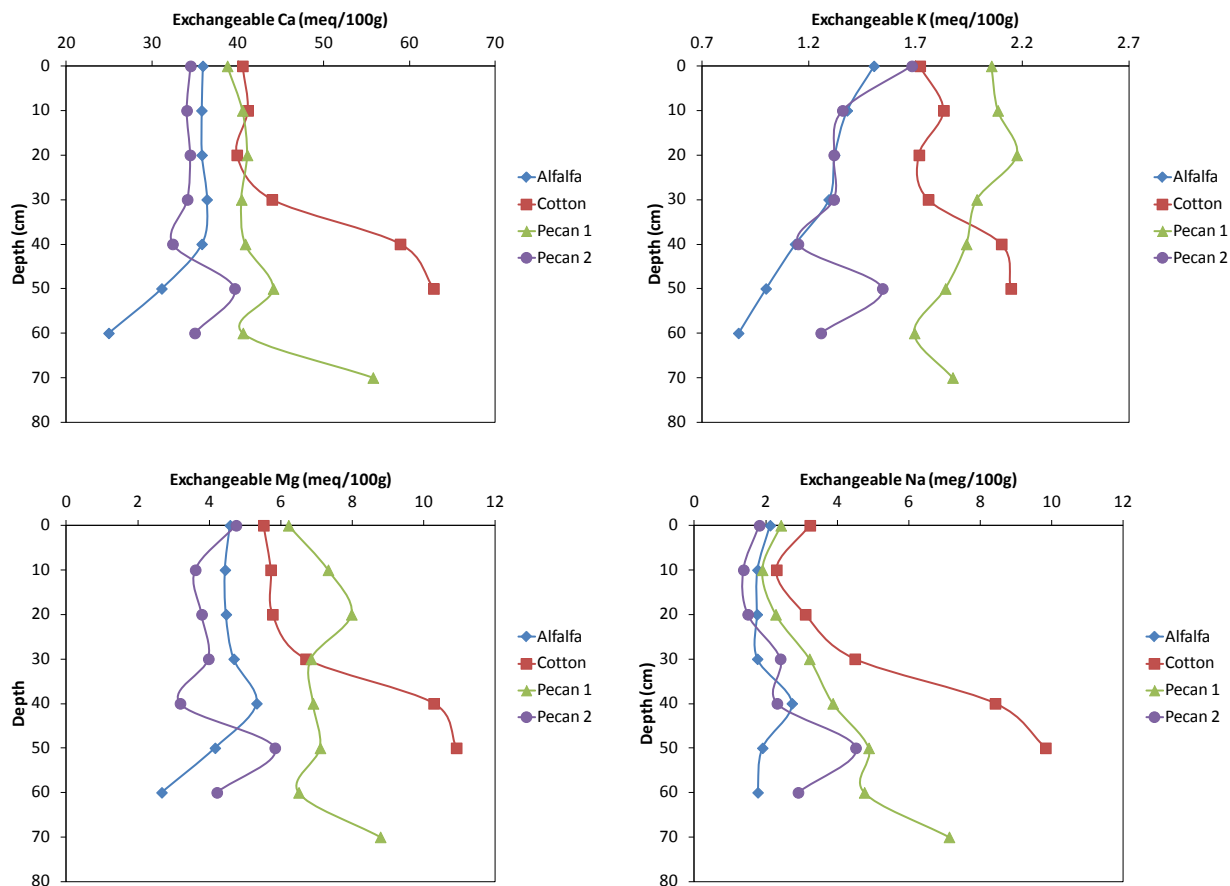 Exchangeable Ca (meq/100g)
20 30 40 50 60 70
0
10
20
30
40
50
60
70
80
Depth (cm)
Alfalfa
Cotton
Pecan 1
Pecan 2
Exchangeable K (meq/100g)
0.7 1.2 1.7 2.2 2.7
0
10
20
30
40
50
60
70
80
Depth (cm)
Alfalfa
Cotton
Pecan 1
Pecan 2
Exchangeable Mg (meq/100g)
0 2 4 6 8 10 12
0
10
20
30
40
50
60
70
80
Depth
Alfalfa
Cotton
Pecan 1
Pecan 2
Exchangeable Na (meg/100g)
0 2 4 6 8 10 12
0
10
20
30
40
50
60
70
80
Depth (cm)
Alfalfa
Cotton
Pecan 1
Pecan 2